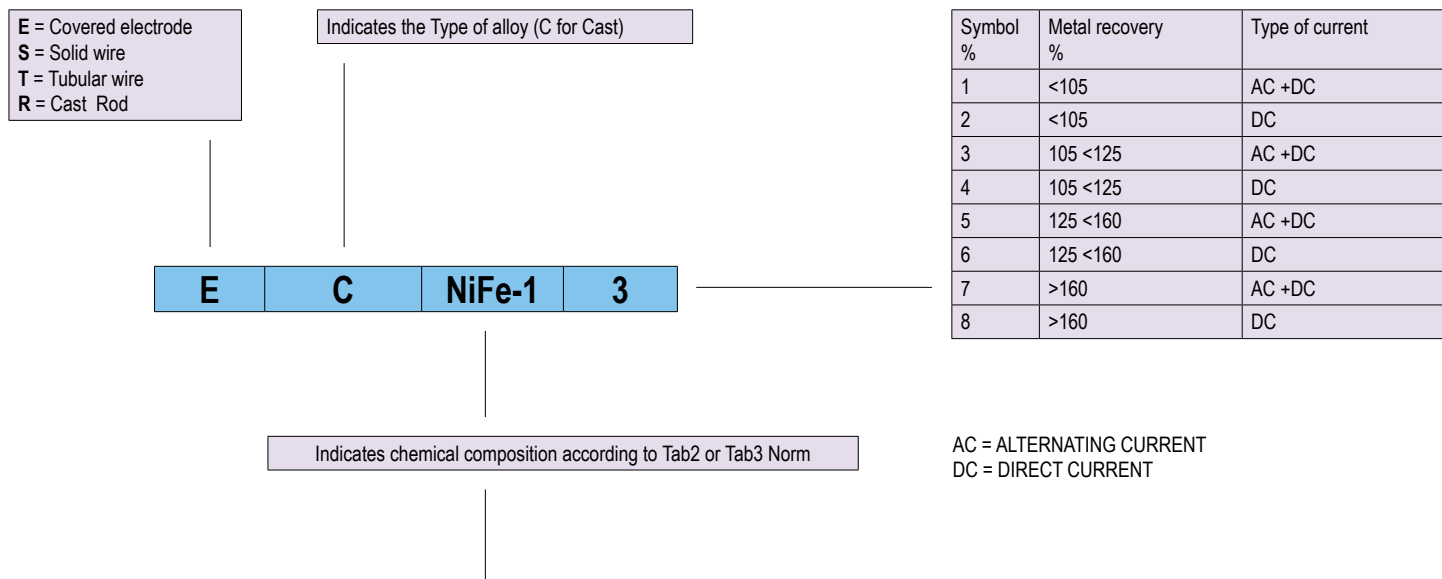 E = Covered electrode
S = Solid wire
T = Tubular wire
R = Cast Rod
Indicates the Type of alloy (C for Cast)
Symbol % Metal recovery % Type of current
1 <105 AC +DC
2 <105 DC
3 105 <125 AC +DC
4 105 <125 DC
5 125 <160 AC +DC
6 125 <160 DC
7 >160 AC +DC
8 >160 DC
E C NiFe-1 3
Indicates chemical composition according to Tab2 or Tab3 Norm
AC = ALTERNATING CURRENT
DC = DIRECT CURRENT